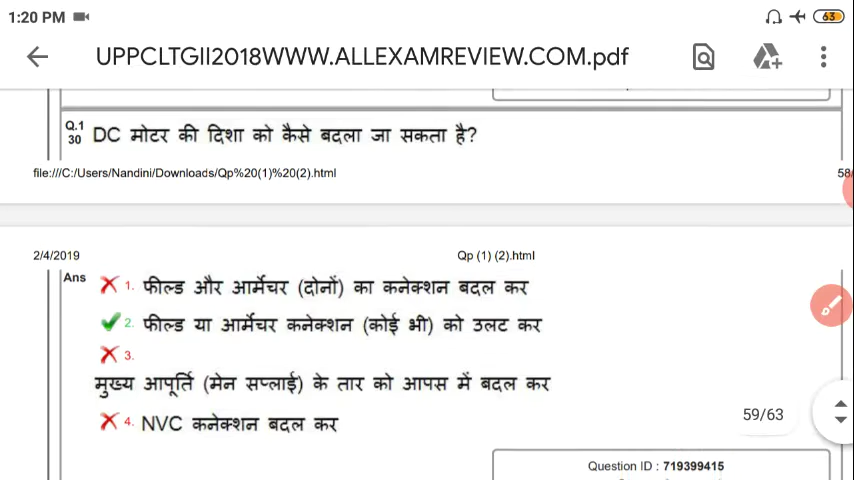 1:20 PM
63
UPPCLTGII2018WWW.ALLEXAMREVIEW.COM.pdf
Q.1
30 DC मोटर की दिशा को कैसे बदला जा सकता है?
file:///C:/Users/Nandini/Downloads/Qp%20(1)%20(2).html 58/
2/4/2019 Qp (1) (2).html
Ans 1. फील्ड और आर्मेचर (दोनों) का कनेक्शन बदल कर
2. फील्ड या आर्मेचर कनेक्शन (कोई भी) को उलट कर
3.
मुख्य आपूर्ति (मेन सप्लाई) के तार को आपस में बदल कर
59/63
4. NVC कनेक्शन बदल कर
Question ID : 719399415